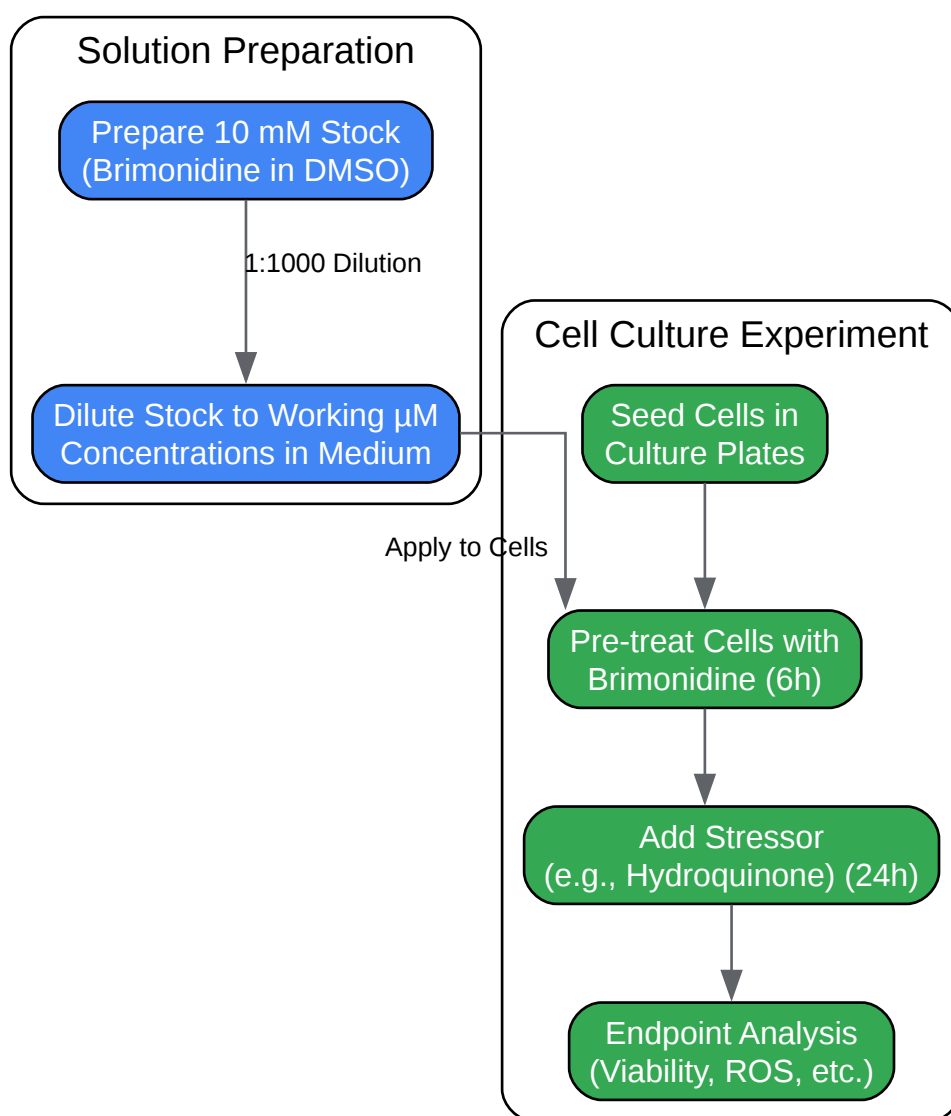 Solution Preparation
Prepare 10 mM Stock
(Brimonidine in DMSO)
1:1000 Dilution
Dilute Stock to Working µM
Concentrations in Medium
Apply to Cells
Cell Culture Experiment
Seed Cells in
Culture Plates
Pre-treat Cells with
Brimonidine (6h)
Add Stressor
(e.g., Hydroquinone) (24h)
Endpoint Analysis
(Viability, ROS, etc.)